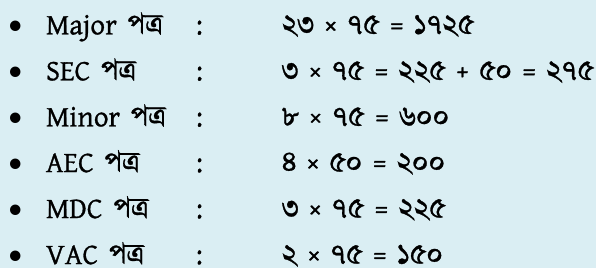 • Major পত্র : ২৩ × ৭৫ = ১৭২৫
• SEC পত্র : ৩ × ৭৫ = ২২৫ + ৫০ = ২৭৫
• Minor পত্র : ৮ × ৭৫ = ৬০০
• AEC পত্র : ৪ × ৫০ = ২০০
• MDC পত্র : ৩ × ৭৫ = ২২৫
• VAC পত্র : ২ × ৭৫ = ১৫০